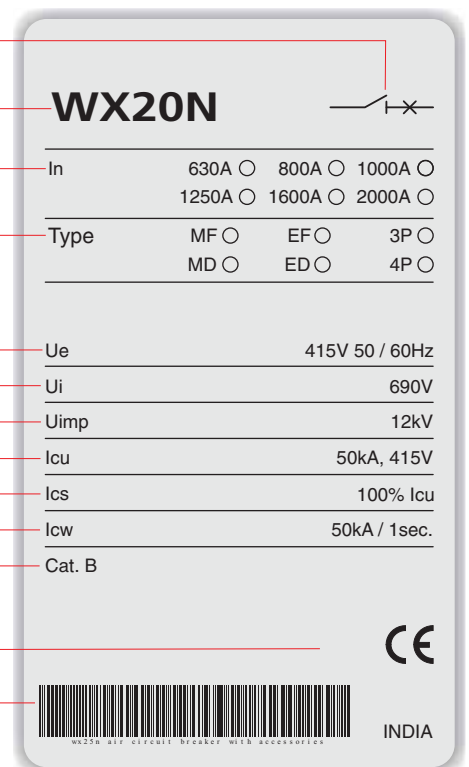 WX20N
In 630A 800A 1000A
1250A 1600A 2000A
Type MF EF 3P
MD ED 4P
Ue 415V 50 / 60Hz
Ui 690V
Uimp 12kV
Icu 50kA, 415V
Ics 100% Icu
Icw 50kA / 1sec.
Cat. B
CE
wx25n air circuit breaker with accessories
INDIA